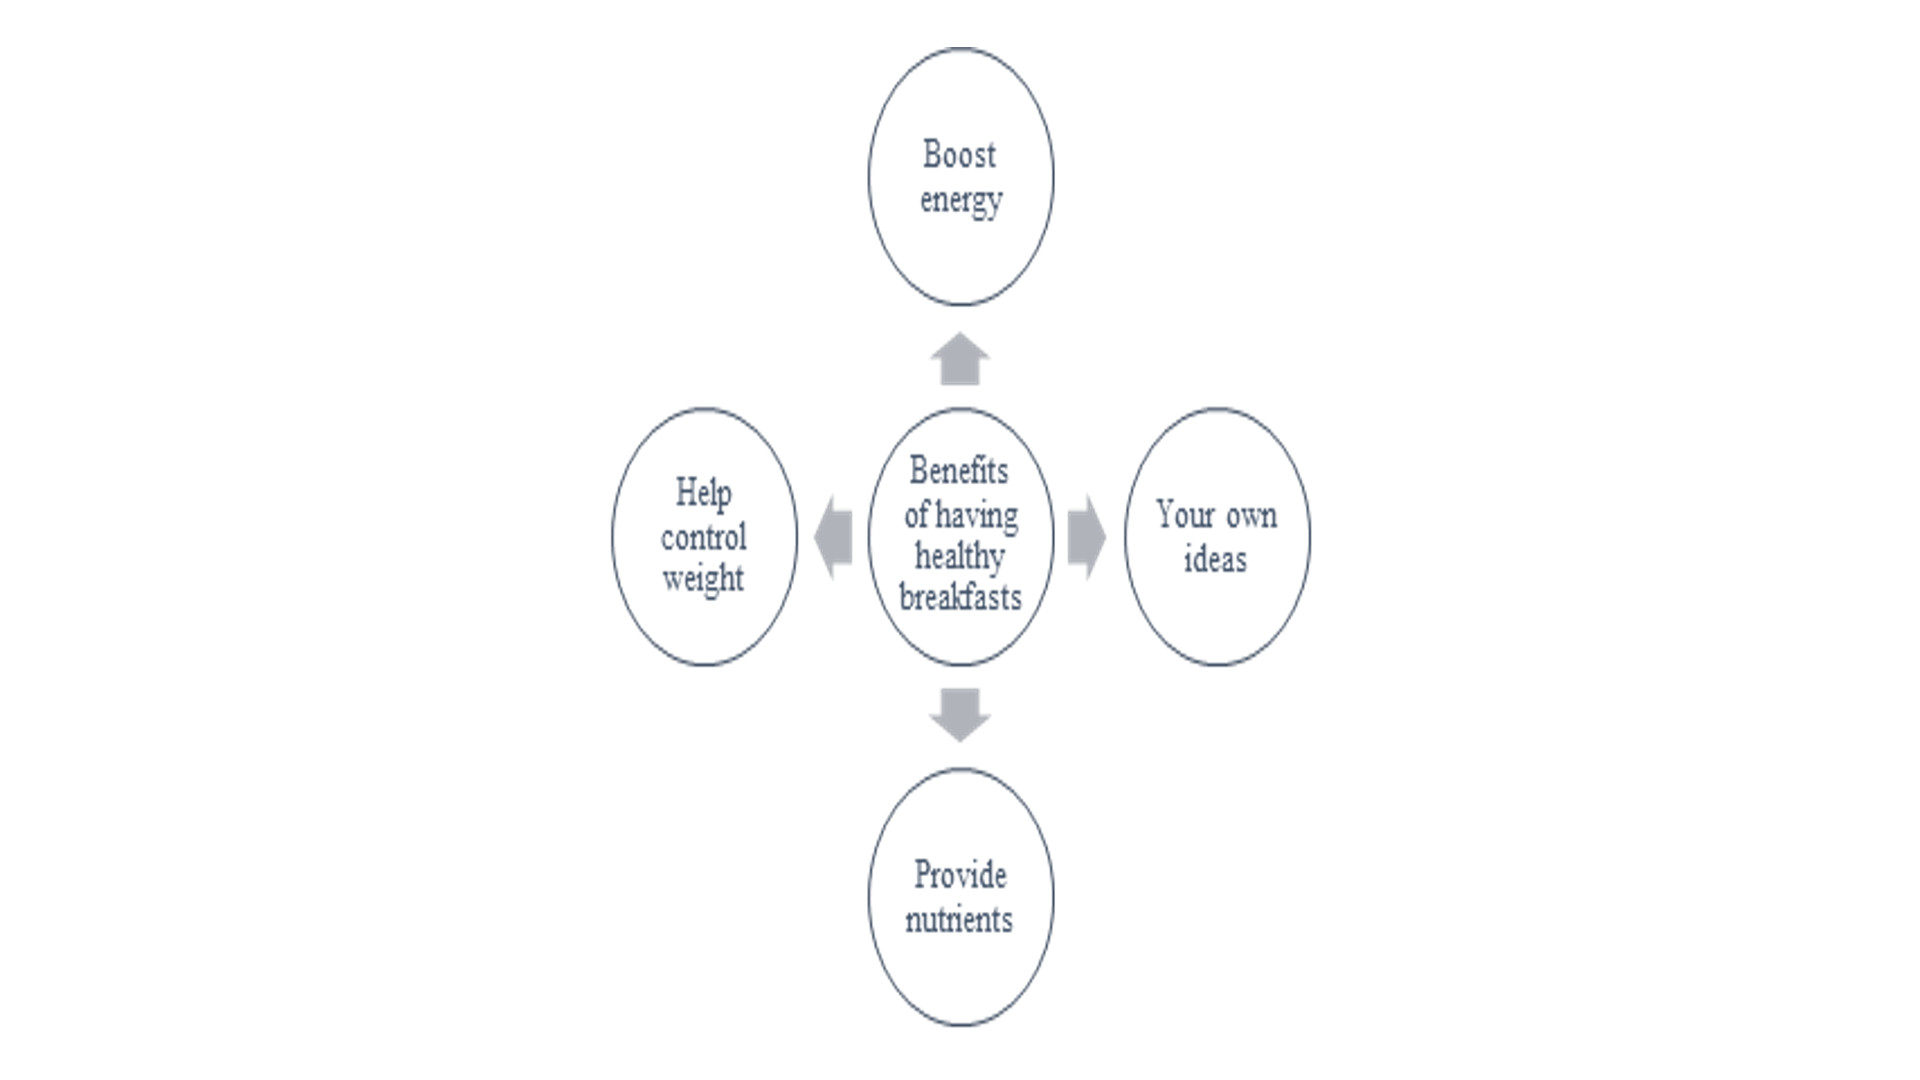 Boost
energy
Help
control
weight
Benefits
of having
healthy
breakfasts
Your own
ideas
Provide
nutrients